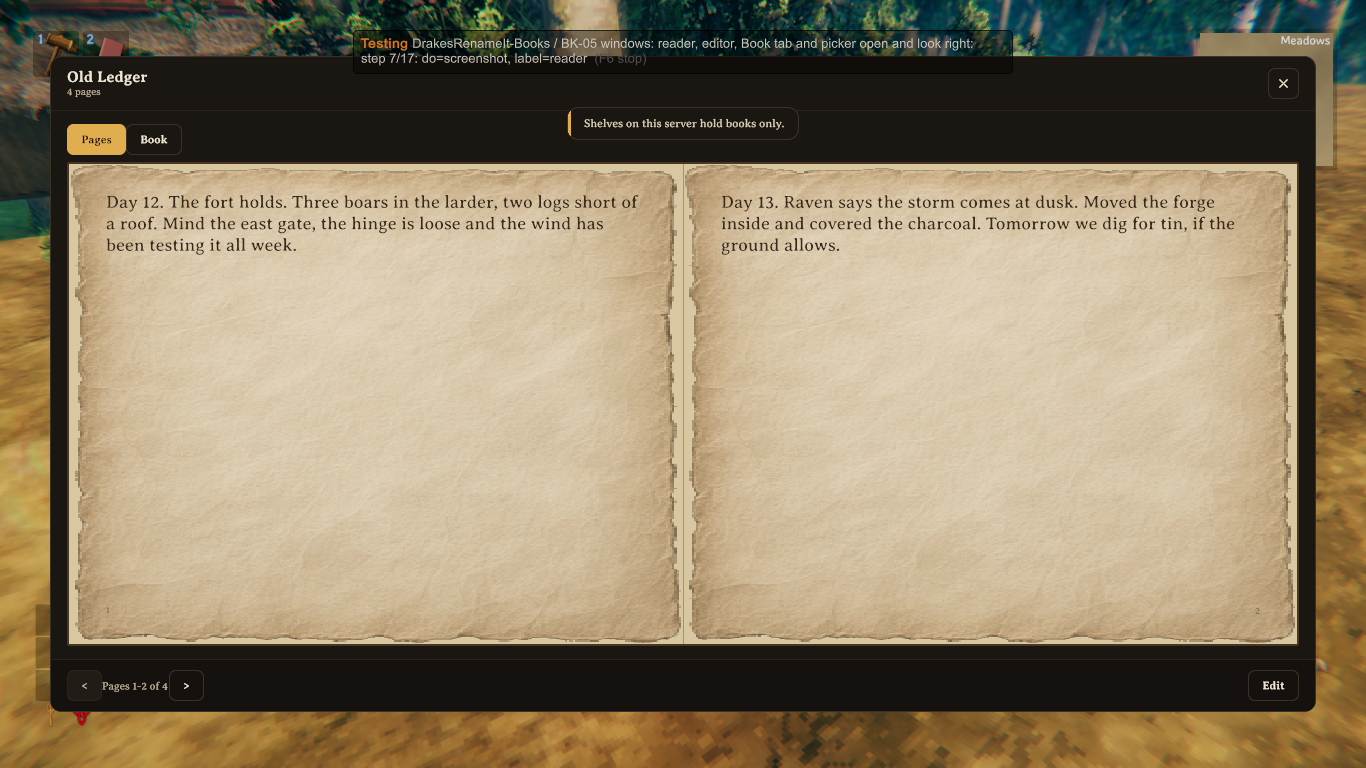 1
2
Testing DrakesRenameIt-Books / BK-05 windows: reader, editor, Book tab and picker open and look right:
step 7/17: do=screenshot, label=reader (F6 stop)
Meadows
Old Ledger
4 pages
Shelves on this server hold books only.
Pages
Book
Day 12. The fort holds. Three boars in the larder, two logs short of
a roof. Mind the east gate, the hinge is loose and the wind has
been testing it all week.
1
Day 13. Raven says the storm comes at dusk. Moved the forge
inside and covered the charcoal. Tomorrow we dig for tin, if the
ground allows.
2
< Pages 1-2 of 4 >
Edit